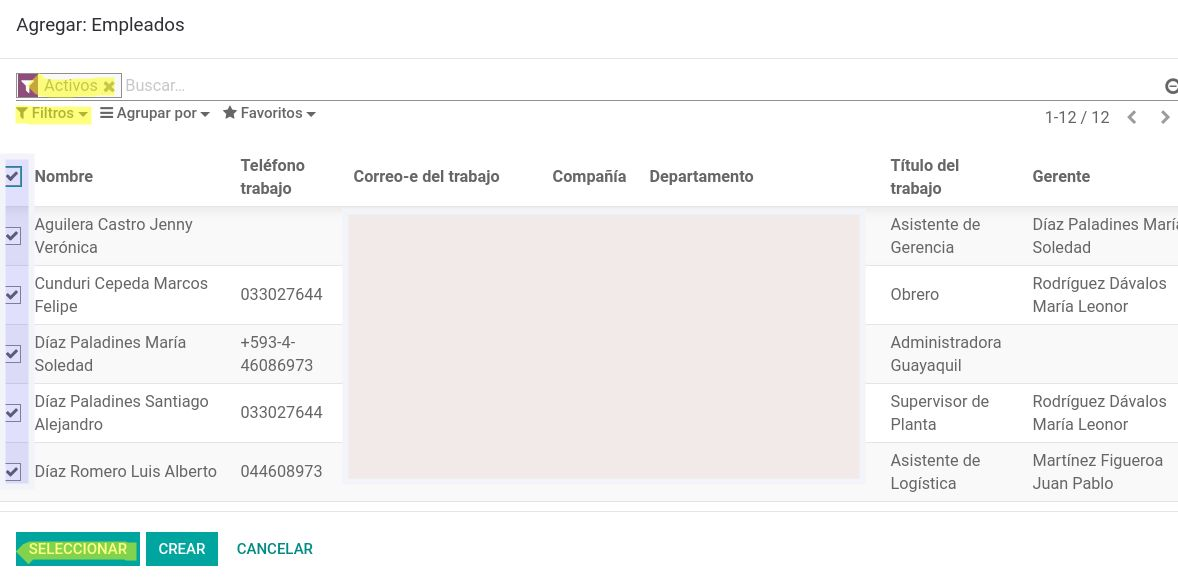 Agregar: Empleados
Activos Buscar...
Filtros Agrupar por Favoritos 1-12 / 12
Nombre Teléfono trabajo Correo-e del trabajo Compañía Departamento Título del trabajo Gerente
Aguilera Castro Jenny Verónica Asistente de Gerencia Díaz Paladines María Soledad
Cunduri Cepeda Marcos Felipe 033027644 Obrero Rodríguez Dávalos María Leonor
Díaz Paladines María Soledad +593-4-46086973 Administradora Guayaquil
Díaz Paladines Santiago Alejandro 033027644 Supervisor de Planta Rodríguez Dávalos María Leonor
Díaz Romero Luis Alberto 044608973 Asistente de Logística Martínez Figueroa Juan Pablo
SELECCIONAR CREAR CANCELAR